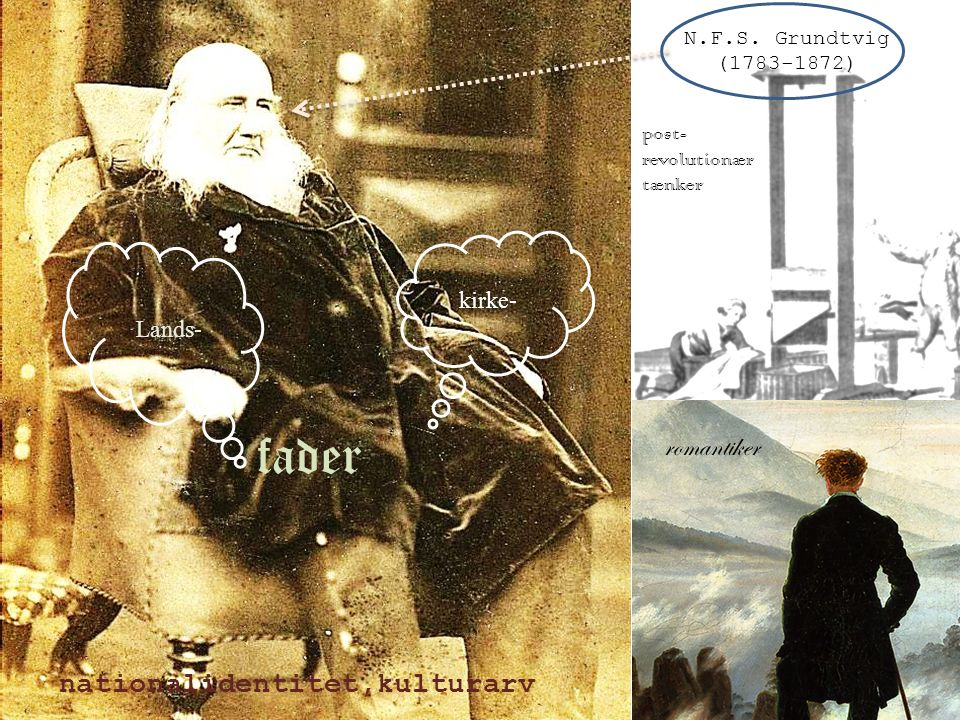 N.F.S. Grundtvig
(1783-1872)
post-
revolutionær
tænker
Lands-
kirke-
fader
romantiker
national identitet,kulturarv